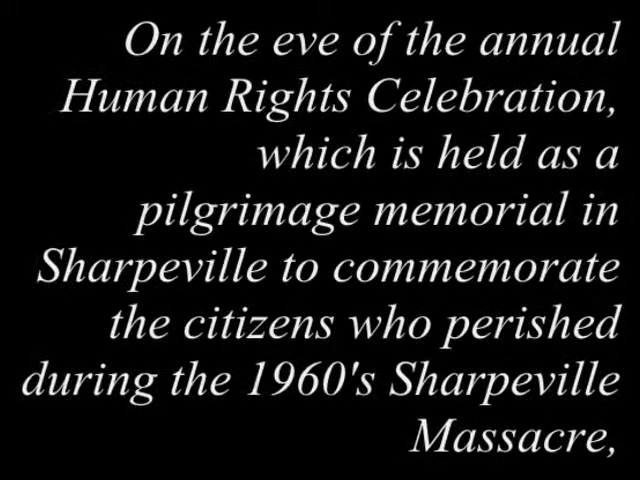 On the eve of the annual
Human Rights Celebration,
which is held as a
pilgrimage memorial in
Sharpeville to commemorate
the citizens who perished
during the 1960's Sharpeville
Massacre,